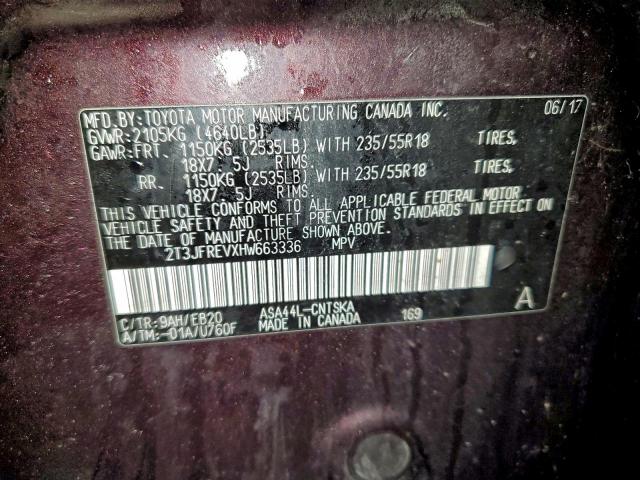 MFD.BY:TOYOTA MOTOR MANUFACTURING CANADA INC. 06/17
GVWR:2105KG (4640LB)
GAWR:FRT. 1150KG (2535LB) WITH 235/55R18 TIRES,
18X7. 5J RIMS.
RR. 1150KG (2535LB) WITH 235/55R18 TIRES,
18X7. 5J RIMS.
THIS VEHICLE CONFORMS TO ALL APPLICABLE FEDERAL MOTOR
VEHICLE SAFETY AND THEFT PREVENTION STANDARDS IN EFFECT ON
THE DATE OF MANUFACTURE SHOWN ABOVE.
2T3JFREVXHW663336 MPV
C/TR:9AH/EB20 ASA44L-CNTSKA 169 A
A/TM:-01A/U760F MADE IN CANADA